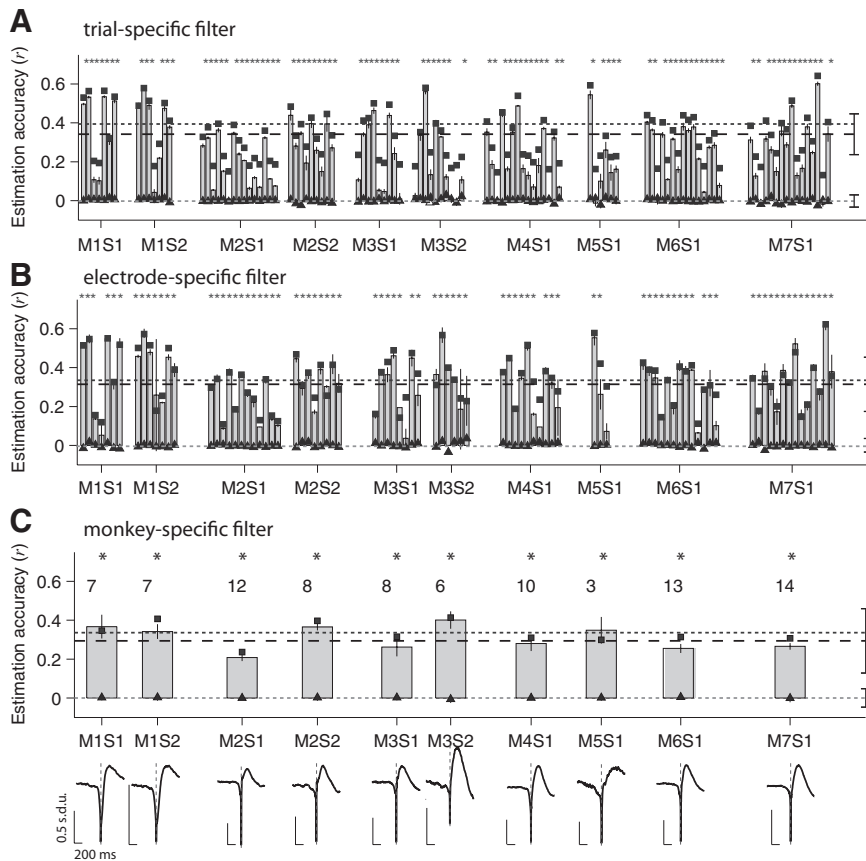 A
trial-specific filter
Estimation accuracy (r)
0.6
0.4
0.2
0
M1S1 M1S2 M2S1 M2S2 M3S1 M3S2 M4S1 M5S1 M6S1 M7S1
B
electrode-specific filter
Estimation accuracy (r)
0.6
0.4
0.2
0
M1S1 M1S2 M2S1 M2S2 M3S1 M3S2 M4S1 M5S1 M6S1 M7S1
C
monkey-specific filter
Estimation accuracy (r)
* * * * * * * * * *
7 7 12 8 8 6 10 3 13 14
0.6
0.4
0.2
0
M1S1 M1S2 M2S1 M2S2 M3S1 M3S2 M4S1 M5S1 M6S1 M7S1
0.5 s.d.u.
200 ms